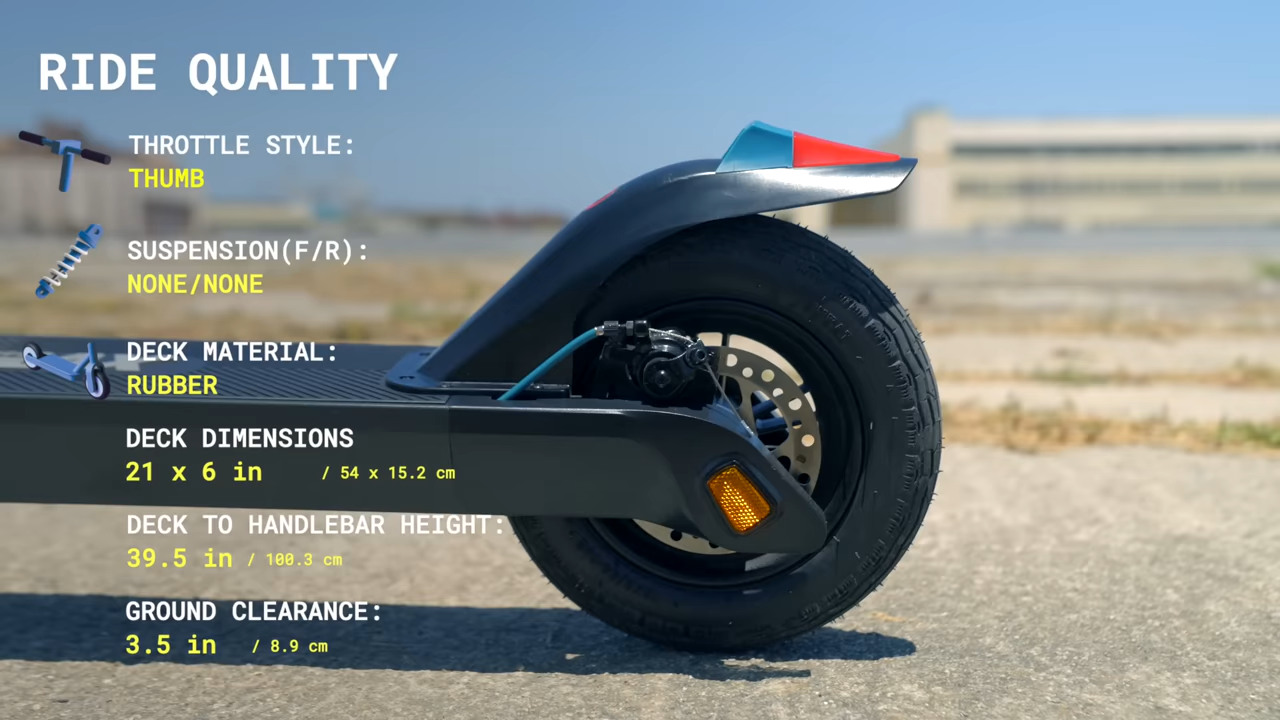 RIDE QUALITY
THROTTLE STYLE:
THUMB
SUSPENSION(F/R):
NONE/NONE
DECK MATERIAL:
RUBBER
DECK DIMENSIONS
21 x 6 in / 54 x 15.2 cm
DECK TO HANDLEBAR HEIGHT:
39.5 in / 100.3 cm
GROUND CLEARANCE:
3.5 in / 8.9 cm